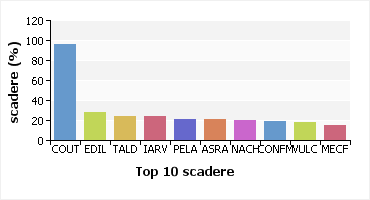 120
100
80
60
40
20
0
scadere (%)
COUT EDIL TALD IARV PELA ASRA NACH CONFM VULC MECF
Top 10 scadere